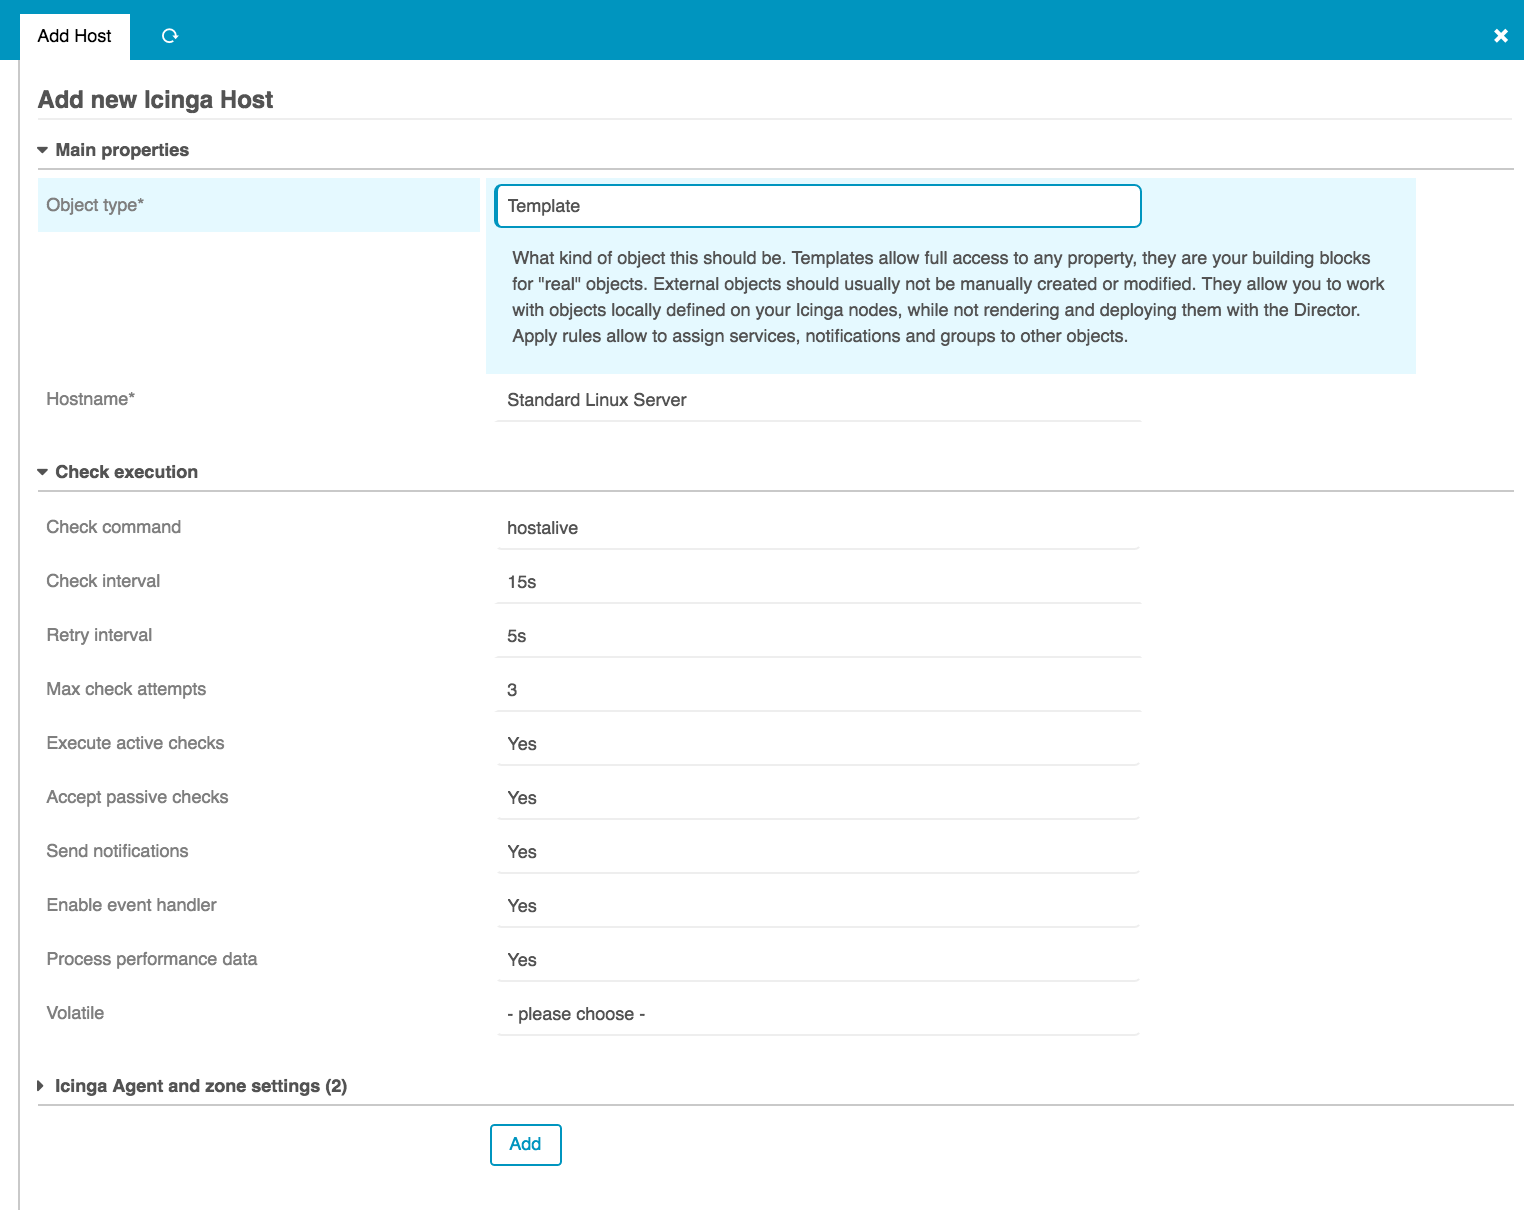 Add Host
Add new Icinga Host
Main properties
Object type*
Template
What kind of object this should be. Templates allow full access to any property, they are your building blocks
for "real" objects. External objects should usually not be manually created or modified. They allow you to work
with objects locally defined on your Icinga nodes, while not rendering and deploying them with the Director.
Apply rules allow to assign services, notifications and groups to other objects.
Hostname*
Standard Linux Server
Check execution
Check command
hostalive
Check interval
15s
Retry interval
5s
Max check attempts
3
Execute active checks
Yes
Accept passive checks
Yes
Send notifications
Yes
Enable event handler
Yes
Process performance data
Yes
Volatile
- please choose -
Icinga Agent and zone settings (2)
Add